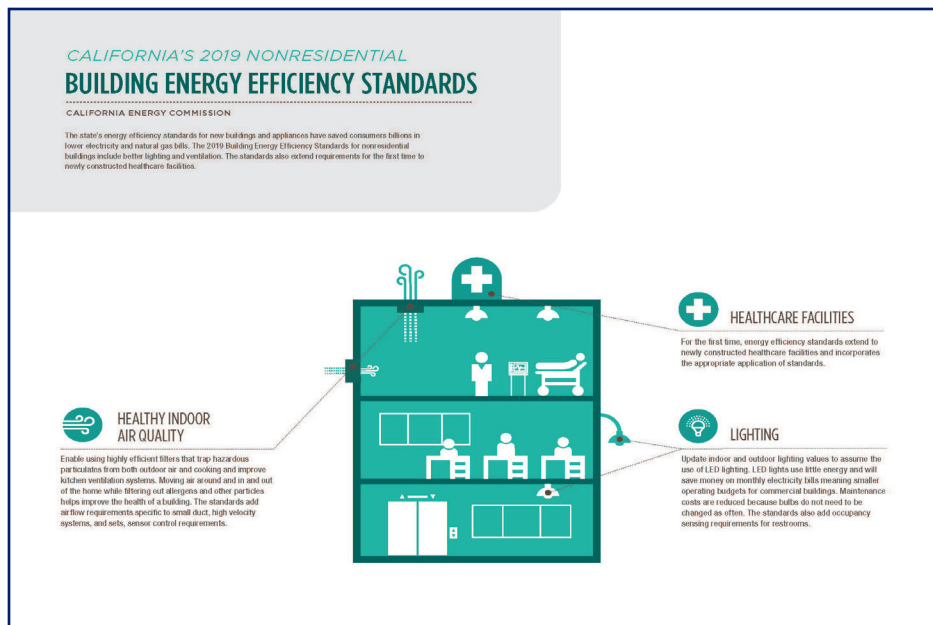 CALIFORNIA'S 2019 NONRESIDENTIAL
BUILDING ENERGY EFFICIENCY STANDARDS
CALIFORNIA ENERGY COMMISSION
The state's energy efficiency standards for new buildings and appliances have saved consumers billions in
lower electricity and natural gas bills. The 2019 Building Energy Efficiency Standards for nonresidential
buildings include better lighting and ventilation. The standards also extend requirements for the first time to
newly constructed healthcare facilities.
HEALTHCARE FACILITIES
For the first time, energy efficiency standards extend to
newly constructed healthcare facilities and incorporates
the appropriate application of standards.
HEALTHY INDOOR
AIR QUALITY
Enable using highly efficient filters that trap hazardous
particulates from both outdoor air and cooking and improve
kitchen ventilation systems. Moving air around and in and out
of the home while filtering out allergens and other particles
helps improve the health of a building. The standards add
airflow requirements specific to small duct, high velocity
systems, and sets, sensor control requirements.
LIGHTING
Update indoor and outdoor lighting values to assume the
use of LED lighting. LED lights use little energy and will
save money on monthly electricity bills meaning smaller
operating budgets for commercial buildings. Maintenance
costs are reduced because bulbs do not need to be
changed as often. The standards also add occupancy
sensing requirements for restrooms.